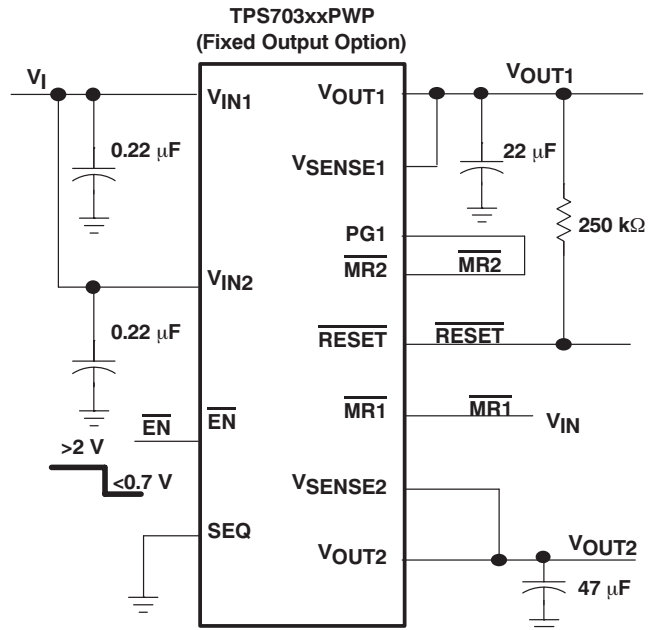 TPS703xxPWP
(Fixed Output Option)
VI
VIN1
0.22 μF
VIN2
0.22 μF
EN
EN
>2 V
<0.7 V
SEQ
VOUT1
VOUT1
VSENSE1
22 μF
250 kΩ
PG1
MR2
MR2
RESET
RESET
MR1
MR1
VIN
VSENSE2
VOUT2
VOUT2
47 μF